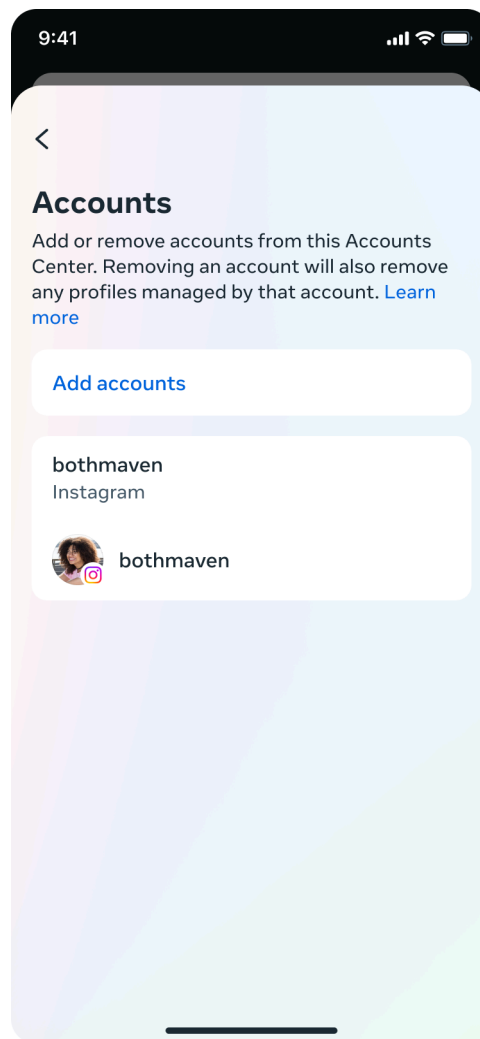 9:41
Accounts
Add or remove accounts from this Accounts
Center. Removing an account will also remove
any profiles managed by that account. Learn
more
Add accounts
bothmaven
Instagram
bothmaven